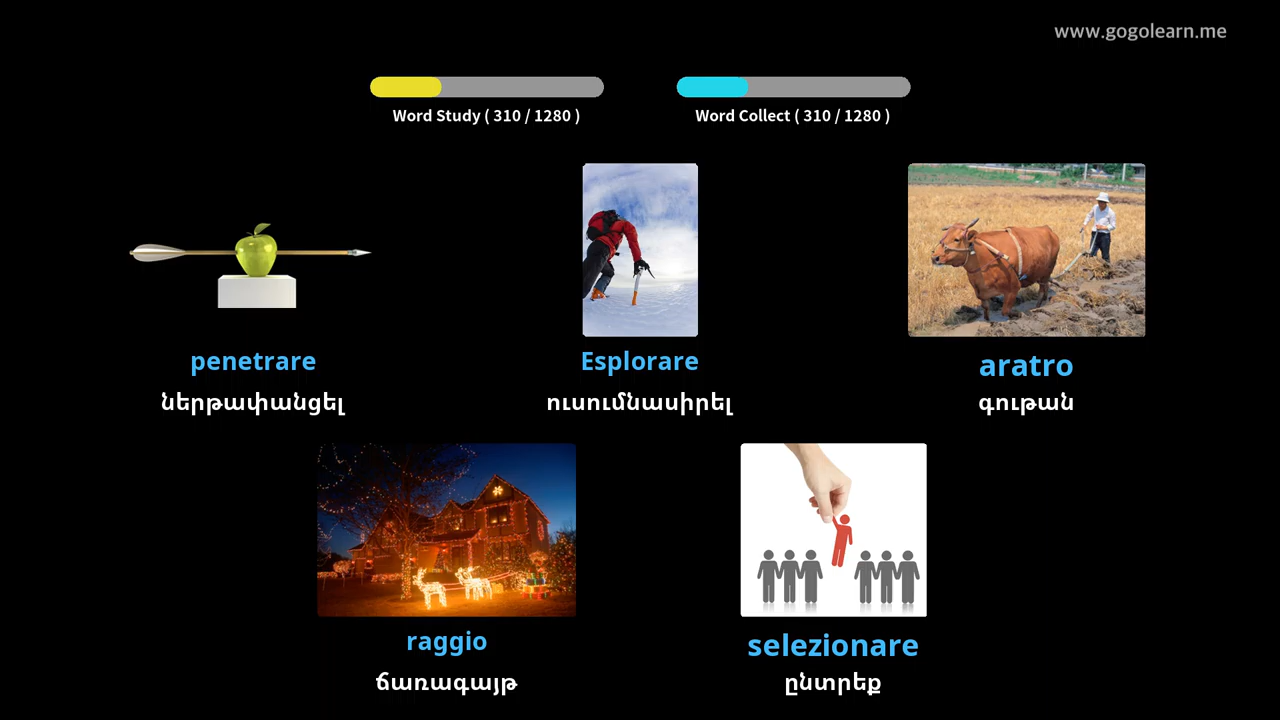 www.gogolearn.me
Word Study ( 310 / 1280 )
Word Collect ( 310 / 1280 )
penetrare
ներթափանցել
Esplorare
ուսումնասիրել
aratro
գութան
raggio
ճառագայթ
selezionare
ընտրեք